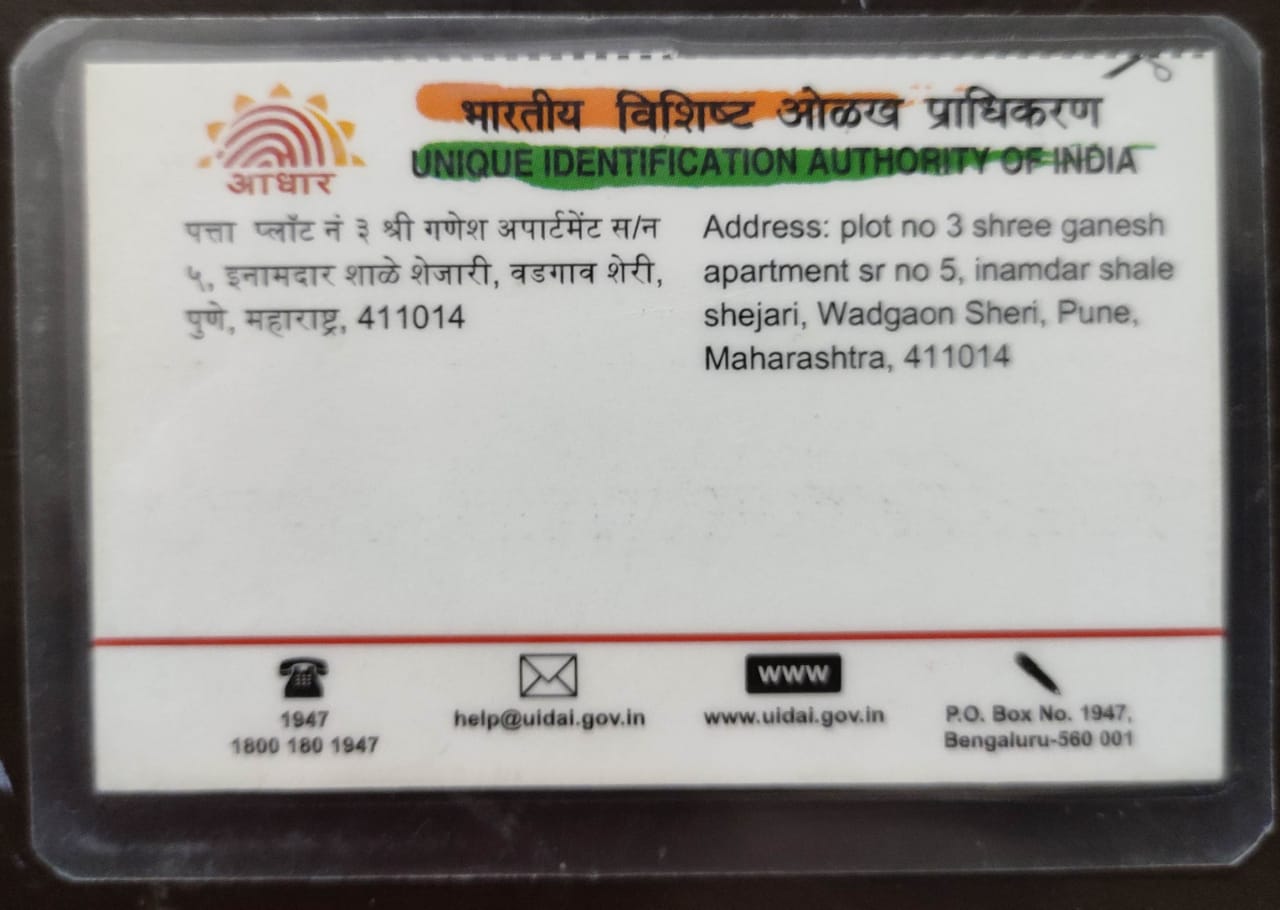 भारतीय विशिष्ट ओळख प्राधिकरण
UNIQUE IDENTIFICATION AUTHORITY OF INDIA
आधार
पत्ता प्लॉट नं ३ श्री गणेश अपार्टमेंट स/न
५, इनामदार शाळे शेजारी, वडगाव शेरी,
पुणे, महाराष्ट्र, 411014
Address: plot no 3 shree ganesh
apartment sr no 5, inamdar shale
shejari, Wadgaon Sheri, Pune,
Maharashtra, 411014
1947
1800 180 1947
help@uidai.gov.in
www
www.uidai.gov.in
P.O. Box No. 1947,
Bengaluru-560 001